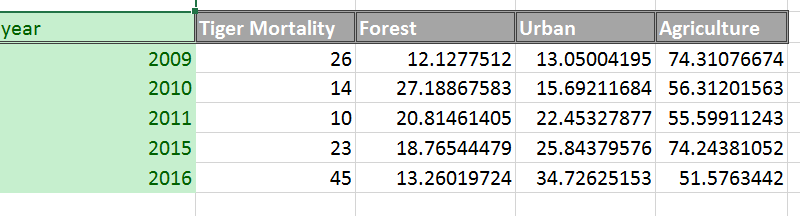 year Tiger Mortality Forest Urban Agriculture
2009 26 12.1277512 13.05004195 74.31076674
2010 14 27.18867583 15.69211684 56.31201563
2011 10 20.81461405 22.45327877 55.59911243
2015 23 18.76544479 25.84379576 74.24381052
2016 45 13.26019724 34.72625153 51.5763442